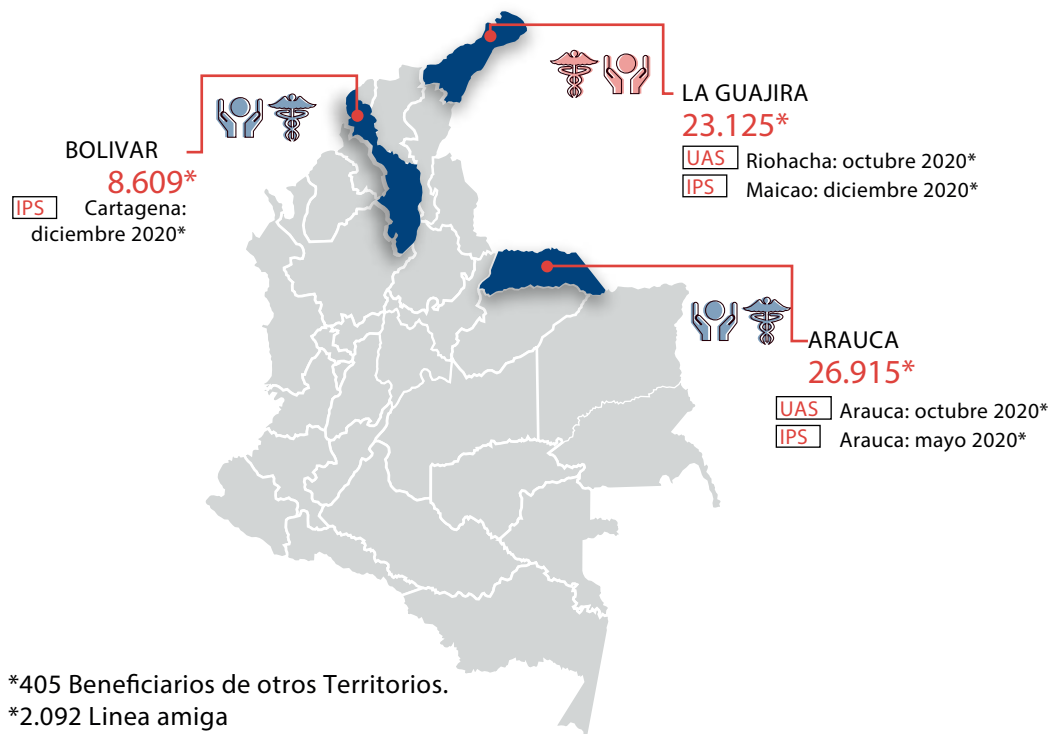 LA GUAJIRA
23.125*
UAS Riohacha: octubre 2020*
IPS Maicao: diciembre 2020*
BOLIVAR
8.609*
IPS Cartagena:
diciembre 2020*
ARAUCA
26.915*
UAS Arauca: octubre 2020*
IPS Arauca: mayo 2020*
*405 Beneficiarios de otros Territorios.
*2.092 Linea amiga